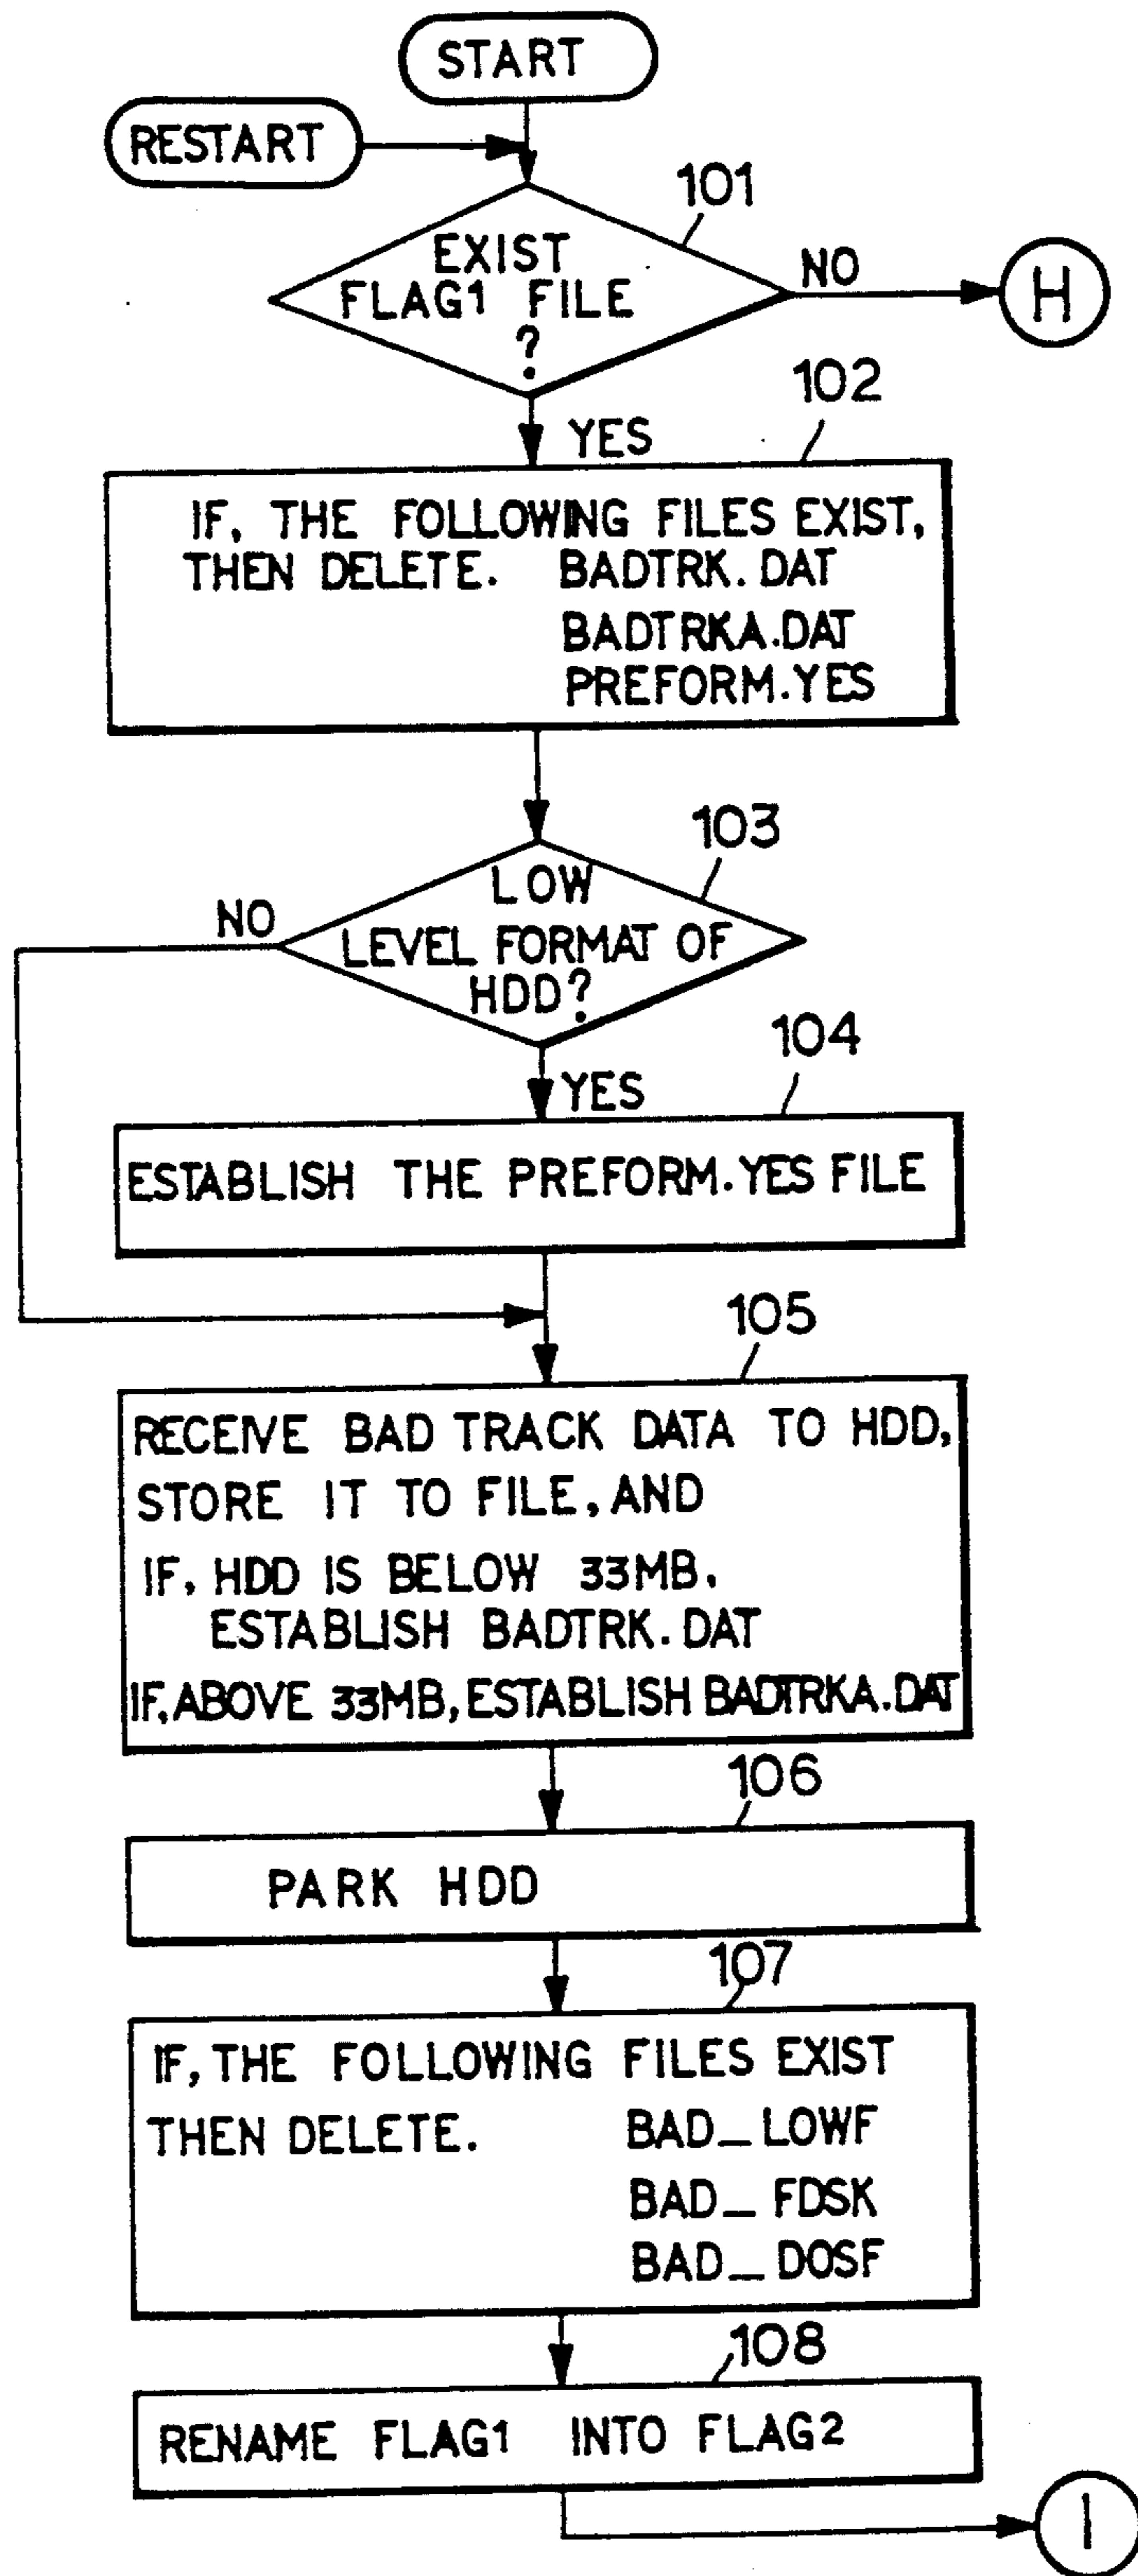 START
RESTART
101
EXIST
FLAG1 FILE
?
NO
H
102
YES
IF, THE FOLLOWING FILES EXIST,
THEN DELETE. BADTRK.DAT
BADTRKA.DAT
PREFORM.YES
103
LOW
LEVEL FORMAT OF
HDD?
NO
104
YES
ESTABLISH THE PREFORM.YES FILE
105
RECEIVE BAD TRACK DATA TO HDD,
STORE IT TO FILE, AND
IF, HDD IS BELOW 33MB.
ESTABLISH BADTRK.DAT
IF, ABOVE 33MB, ESTABLISH BADTRKA.DAT
106
PARK HDD
107
IF, THE FOLLOWING FILES EXIST
THEN DELETE. BAD_LOWF
BAD_FDSK
BAD_DOSF
108
RENAME FLAG1 INTO FLAG2
I